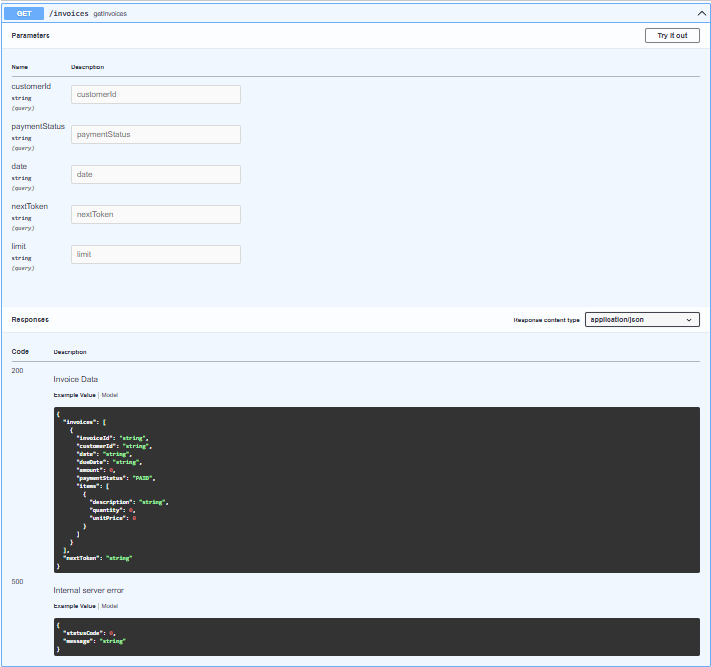 GET /invoices getInvoices
Parameters
Try it out
Name Description
customerId
string
(query)
customerId
paymentStatus
string
(query)
paymentStatus
date
string
(query)
date
nextToken
string
(query)
nextToken
limit
string
(query)
limit
Responses
Response content type application/json
Code Description
200
Invoice Data
Example Value | Model
{
  "invoices": [
    {
      "invoiceId": "string",
      "customerId": "string",
      "date": "string",
      "dueDate": "string",
      "amount": 0,
      "paymentStatus": "PAID",
      "items": [
        {
          "description": "string",
          "quantity": 0,
          "unitPrice": 0
        }
      ]
    }
  ],
  "nextToken": "string"
}
500
Internal server error
Example Value | Model
{
  "statusCode": 0,
  "message": "string"
}